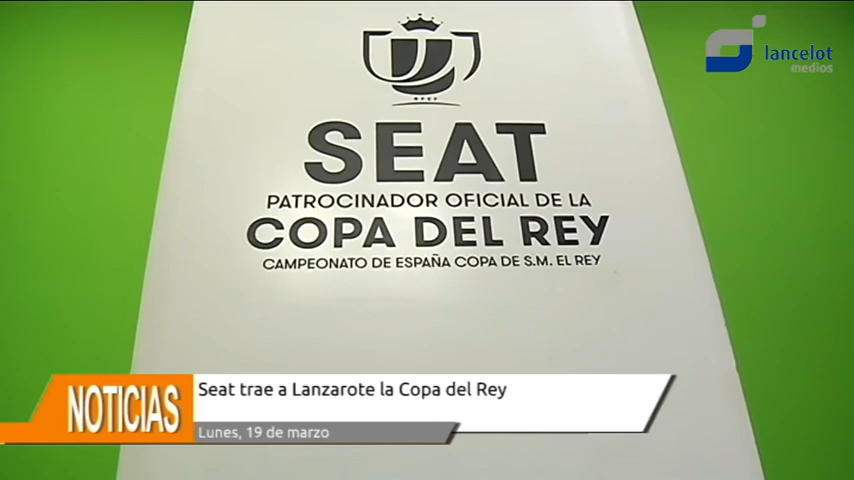 lancelot
medios
RFEF
SEAT
PATROCINADOR OFICIAL DE LA
COPA DEL REY
CAMPEONATO DE ESPAÑA COPA DE S.M. EL REY
NOTICIAS
Seat trae a Lanzarote la Copa del Rey
Lunes, 19 de marzo